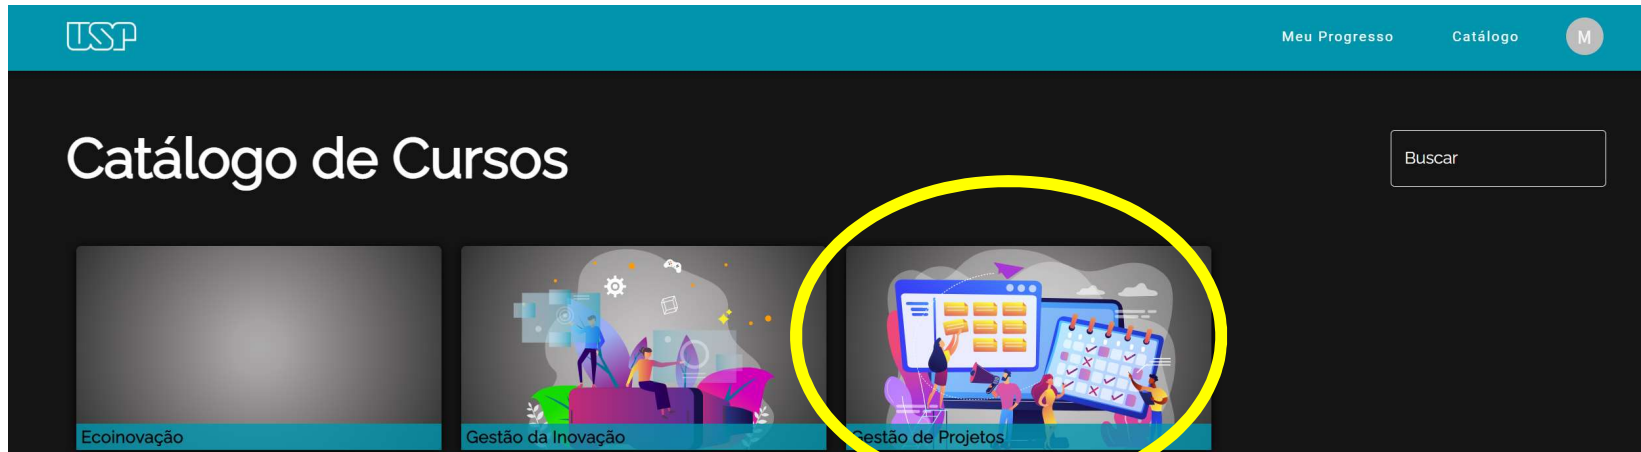 USP
Meu Progresso
Catálogo
M
Catálogo de Cursos
Buscar
Ecoinovação
Gestão da Inovação
Gestão de Projetos